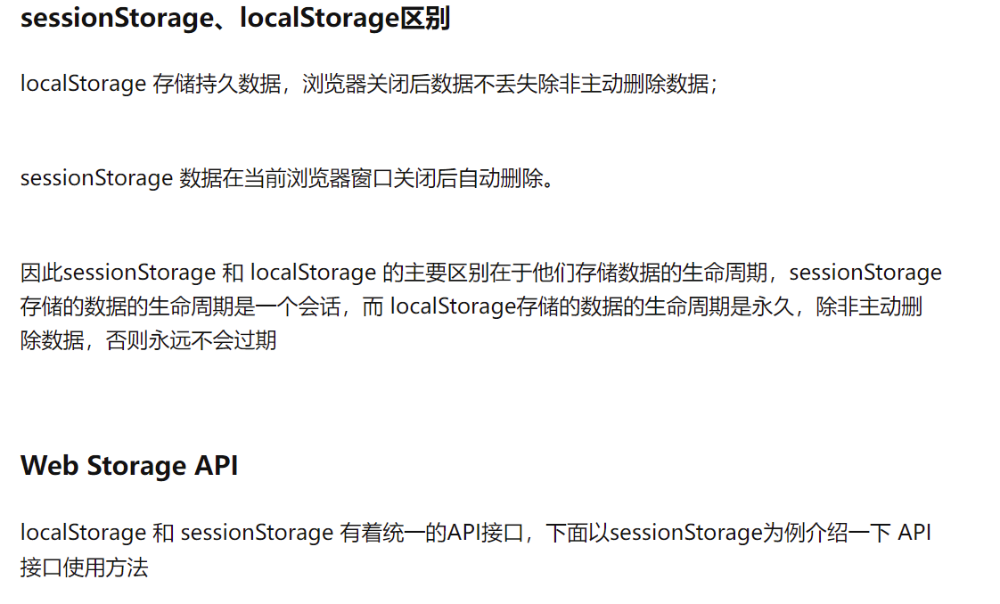 sessionStorage、localStorage区别
localStorage 存储持久数据，浏览器关闭后数据不丢失除非主动删除数据；
sessionStorage 数据在当前浏览器窗口关闭后自动删除。
因此sessionStorage 和 localStorage 的主要区别在于他们存储数据的生命周期，sessionStorage
存储的数据的生命周期是一个会话，而 localStorage存储的数据的生命周期是永久，除非主动删
除数据，否则永远不会过期
Web Storage API
localStorage 和 sessionStorage 有着统一的API接口，下面以sessionStorage为例介绍一下 API
接口使用方法